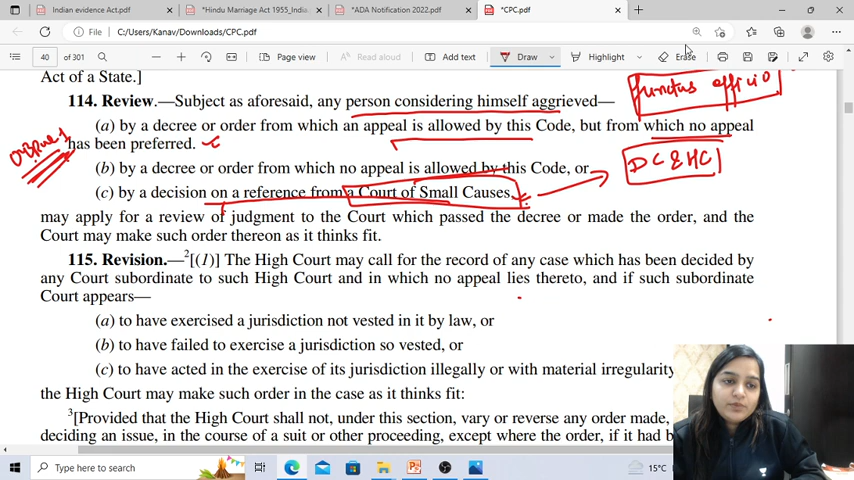 Indian evidence Act.pdf
*Hindu Marriage Act 1955_Indi
*ADA Notification 2022.pdf
*CPC.pdf
File
C:/Users/Kanav/Downloads/CPC.pdf
40 of 301
Page view
Read aloud
Add text
Draw
Highlight
Erase
Act of a State.]
functus officio
114. Review.—Subject as aforesaid, any person considering himself aggrieved—
(a) by a decree or order from which an appeal is allowed by this Code, but from which no appeal
has been preferred.
(b) by a decree or order from which no appeal is allowed by this Code, or
DC & HC
(c) by a decision on a reference from a Court of Small Causes,
may apply for a review of judgment to the Court which passed the decree or made the order, and the
Court may make such order thereon as it thinks fit.
115. Revision.—2[(1)] The High Court may call for the record of any case which has been decided by
any Court subordinate to such High Court and in which no appeal lies thereto, and if such subordinate
Court appears—
(a) to have exercised a jurisdiction not vested in it by law, or
(b) to have failed to exercise a jurisdiction so vested, or
(c) to have acted in the exercise of its jurisdiction illegally or with material irregularity
the High Court may make such order in the case as it thinks fit:
3[Provided that the High Court shall not, under this section, vary or reverse any order made,
deciding an issue, in the course of a suit or other proceeding, except where the order, if it had b
Type here to search
15°C